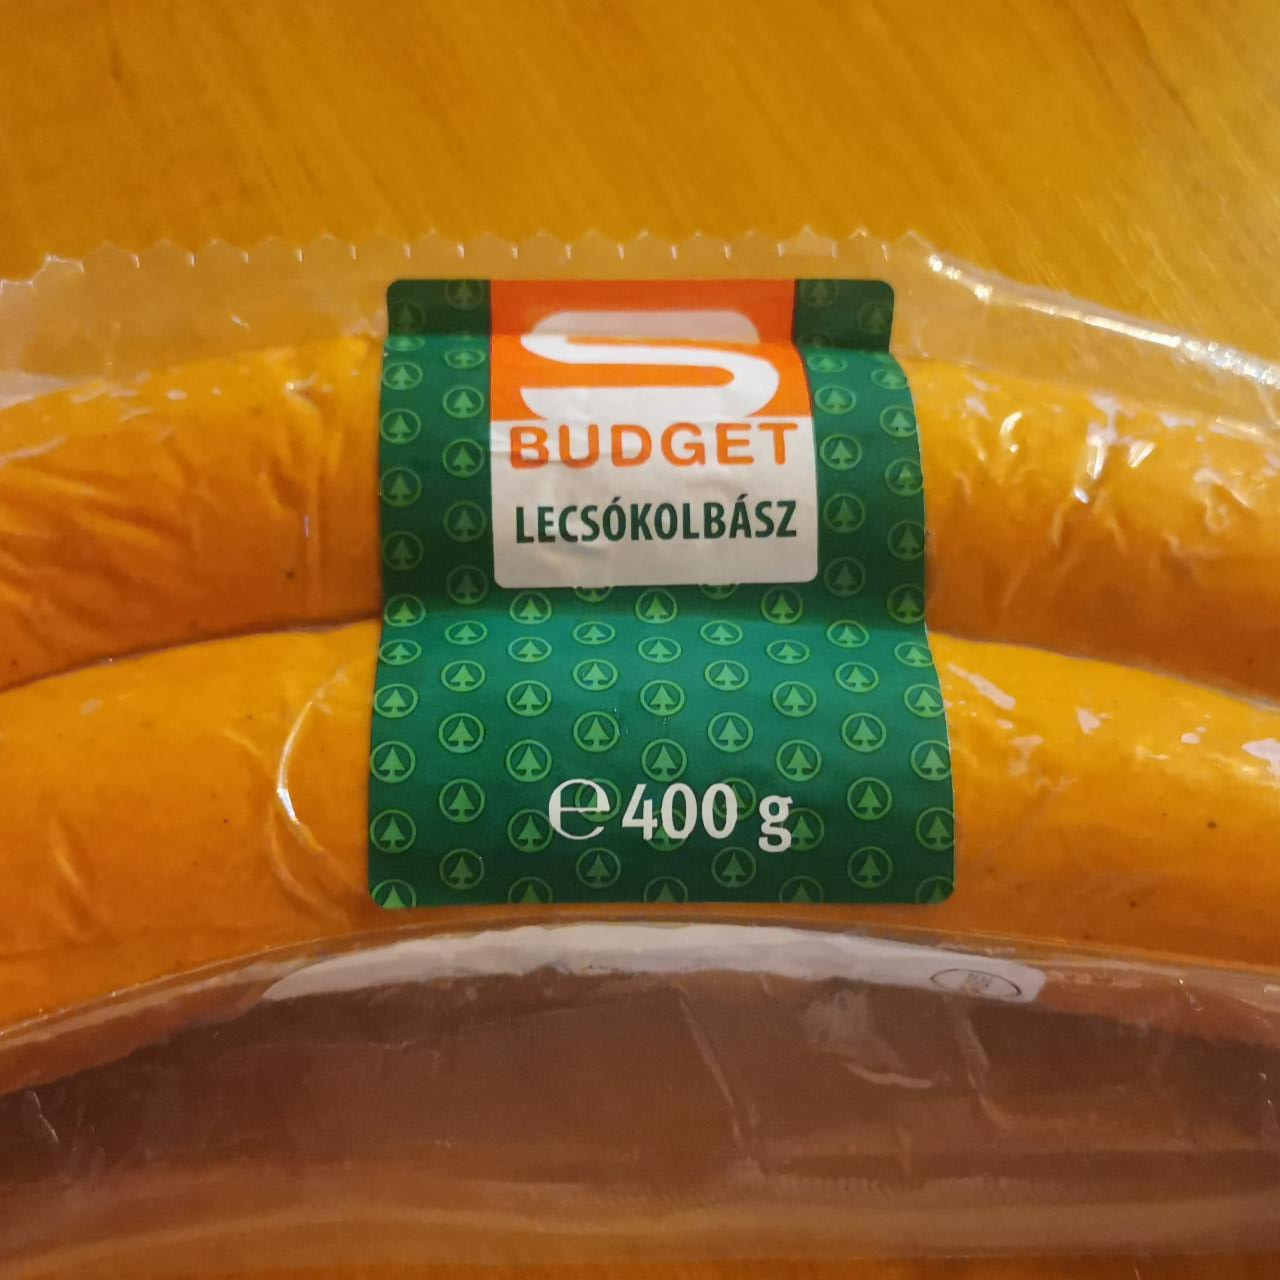 S
BUDGET
LECSÓKOLBÁSZ
℮ 400 g